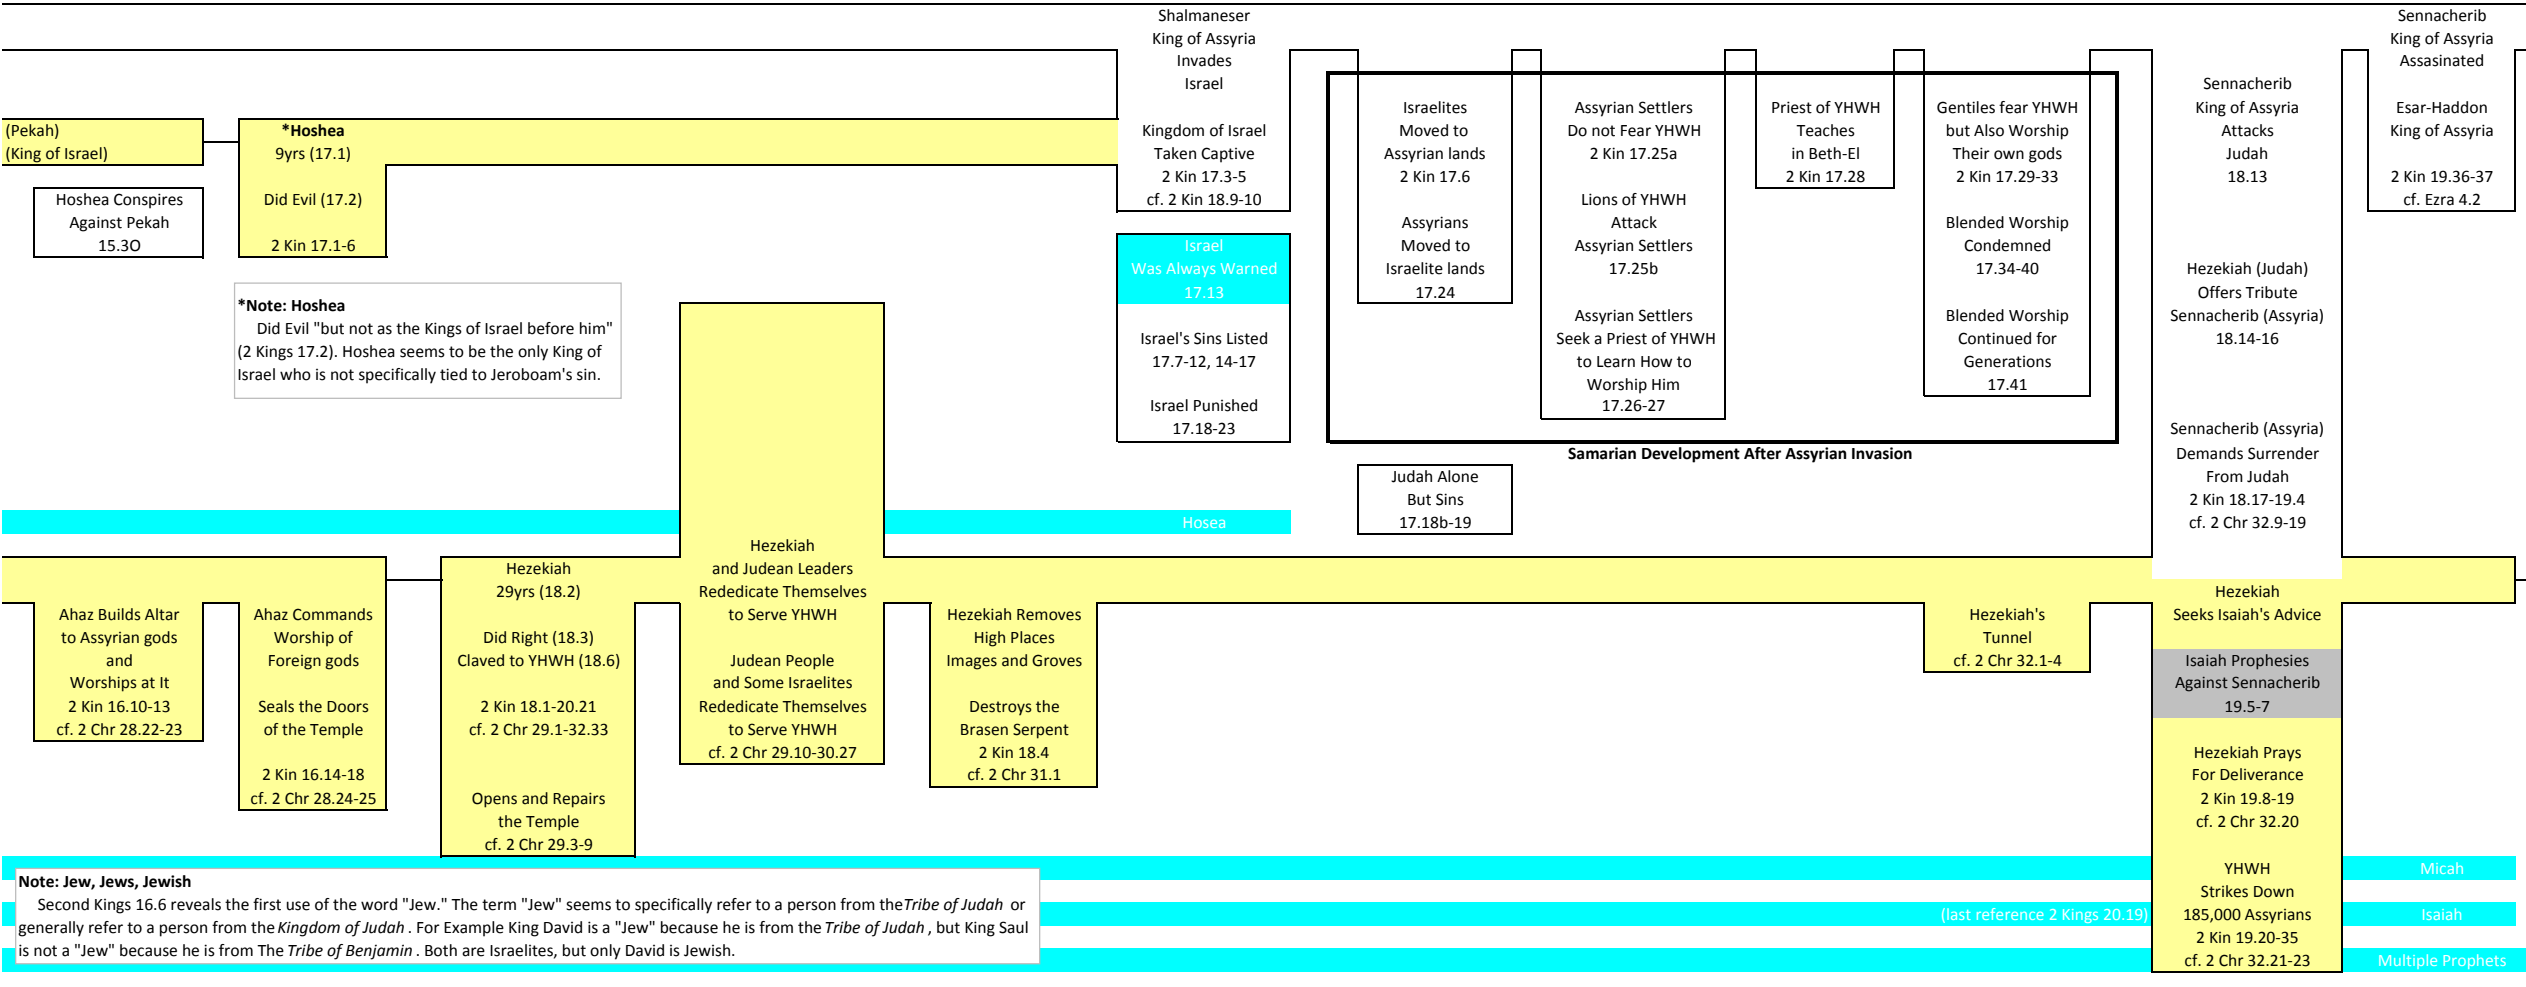 Shalmaneser
King of Assyria
Invades
Israel
Kingdom of Israel
Taken Captive
2 Kin 17.3-5
cf. 2 Kin 18.9-10
Sennacherib
King of Assyria
Assasinated
Esar-Haddon
King of Assyria
2 Kin 19.36-37
cf. Ezra 4.2
(Pekah)
(King of Israel)
Hoshea Conspires
Against Pekah
15.3O
*Hoshea
9yrs (17.1)
Did Evil (17.2)
2 Kin 17.1-6
*Note: Hoshea
Did Evil "but not as the Kings of Israel before him"
(2 Kings 17.2). Hoshea seems to be the only King of
Israel who is not specifically tied to Jeroboam's sin.
Israel
Was Always Warned
17.13
Israel's Sins Listed
17.7-12, 14-17
Israel Punished
17.18-23
Israelites
Moved to
Assyrian lands
2 Kin 17.6
Assyrians
Moved to
Israelite lands
17.24
Assyrian Settlers
Do not Fear YHWH
2 Kin 17.25a
Lions of YHWH
Attack
Assyrian Settlers
17.25b
Assyrian Settlers
Seek a Priest of YHWH
to Learn How to
Worship Him
17.26-27
Priest of YHWH
Teaches
in Beth-El
2 Kin 17.28
Gentiles fear YHWH
but Also Worship
Their own gods
2 Kin 17.29-33
Blended Worship
Condemned
17.34-40
Blended Worship
Continued for
Generations
17.41
Samarian Development After Assyrian Invasion
Judah Alone
But Sins
17.18b-19
Sennacherib
King of Assyria
Attacks
Judah
18.13
Hezekiah (Judah)
Offers Tribute
Sennacherib (Assyria)
18.14-16
Sennacherib (Assyria)
Demands Surrender
From Judah
2 Kin 18.17-19.4
cf. 2 Chr 32.9-19
Hosea
Ahaz Builds Altar
to Assyrian gods
and
Worships at It
2 Kin 16.10-13
cf. 2 Chr 28.22-23
Ahaz Commands
Worship of
Foreign gods
Seals the Doors
of the Temple
2 Kin 16.14-18
cf. 2 Chr 28.24-25
Hezekiah
29yrs (18.2)
Did Right (18.3)
Claved to YHWH (18.6)
2 Kin 18.1-20.21
cf. 2 Chr 29.1-32.33
Opens and Repairs
the Temple
cf. 2 Chr 29.3-9
Hezekiah
and Judean Leaders
Rededicate Themselves
to Serve YHWH
Judean People
and Some Israelites
Rededicate Themselves
to Serve YHWH
cf. 2 Chr 29.10-30.27
Hezekiah Removes
High Places
Images and Groves
Destroys the
Brasen Serpent
2 Kin 18.4
cf. 2 Chr 31.1
Hezekiah's
Tunnel
cf. 2 Chr 32.1-4
Hezekiah
Seeks Isaiah's Advice
Isaiah Prophesies
Against Sennacherib
19.5-7
Hezekiah Prays
For Deliverance
2 Kin 19.8-19
cf. 2 Chr 32.20
YHWH
Strikes Down
185,000 Assyrians
2 Kin 19.20-35
cf. 2 Chr 32.21-23
Note: Jew, Jews, Jewish
Second Kings 16.6 reveals the first use of the word "Jew." The term "Jew" seems to specifically refer to a person from the Tribe of Judah or
generally refer to a person from the Kingdom of Judah . For Example King David is a "Jew" because he is from the Tribe of Judah , but King Saul
is not a "Jew" because he is from The Tribe of Benjamin . Both are Israelites, but only David is Jewish.
Micah
(last reference 2 Kings 20.19)
Isaiah
Multiple Prophets